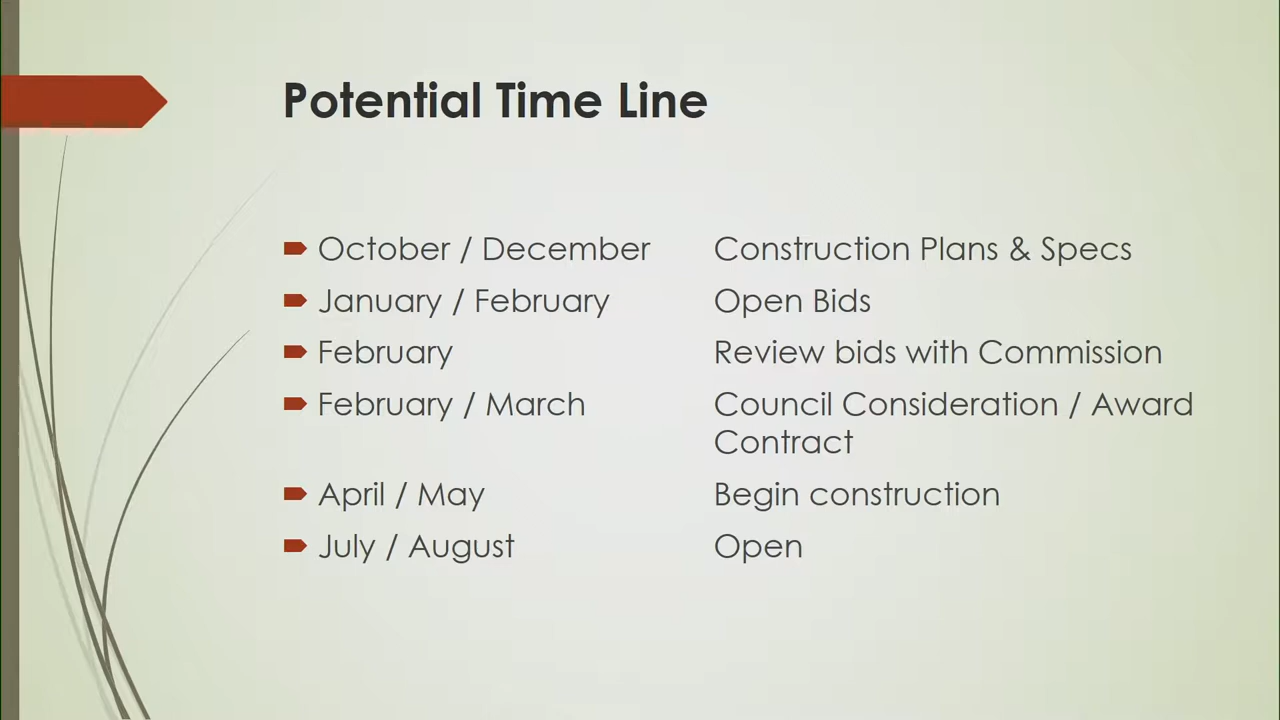 Potential Time Line
October / December Construction Plans & Specs
January / February Open Bids
February Review bids with Commission
February / March Council Consideration / Award
Contract
April / May Begin construction
July / August Open